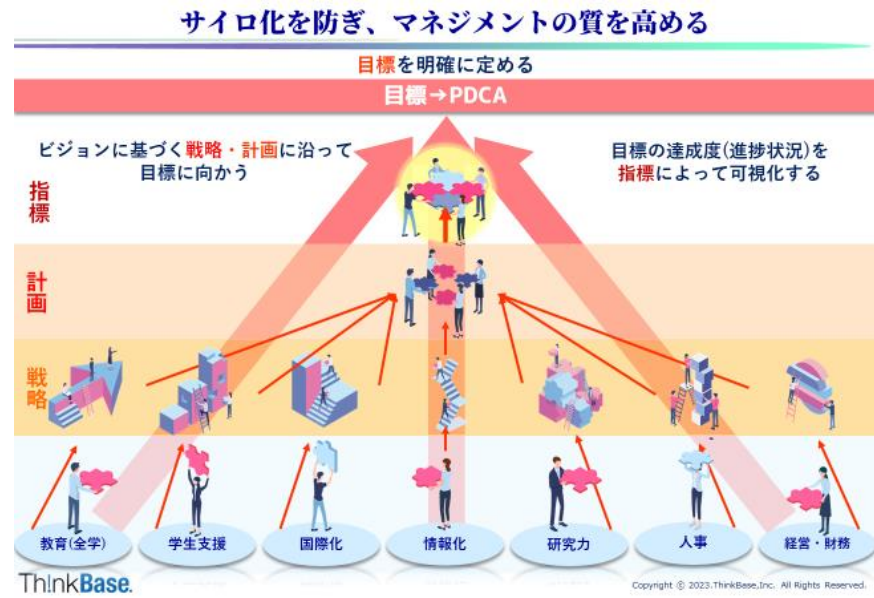 サイロ化を防ぎ、マネジメントの質を高める
目標を明確に定める
目標→PDCA
ビジョンに基づく戦略・計画に沿って
目標に向かう
目標の達成度(進捗状況)を
指標によって可視化する
指標
計画
戦略
教育(全学)
学生支援
国際化
情報化
研究力
人事
経営・財務
Th!nkBase.
Copyright © 2023.ThinkBase,Inc. All Rights Reserved.